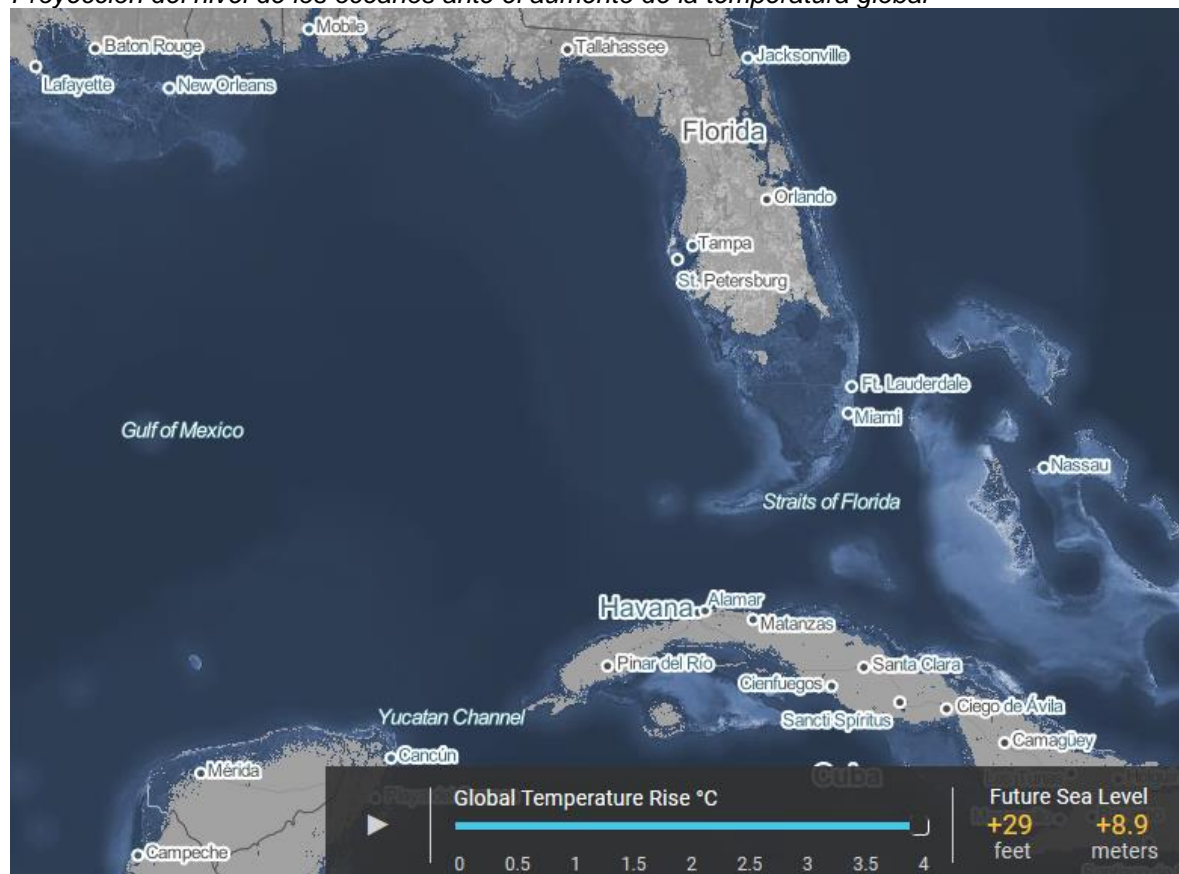 Proyección del nivel de los océanos ante el aumento de la temperatura global
Mobile
Baton Rouge
Tallahassee
Jacksonville
Lafayette
New Orleans
Florida
Orlando
Tampa
St. Petersburg
Ft. Lauderdale
Miami
Gulf of Mexico
Nassau
Straits of Florida
Havana
Alamar
Matanzas
Pinar del Río
Santa Clara
Cienfuegos
Ciego de Ávila
Yucatan Channel
Sancti Spíritus
Camagüey
Cancún
Mérida
Cuba
Campeche
Global Temperature Rise °C
0 0.5 1 1.5 2 2.5 3 3.5 4
Future Sea Level
+29 +8.9
feet meters